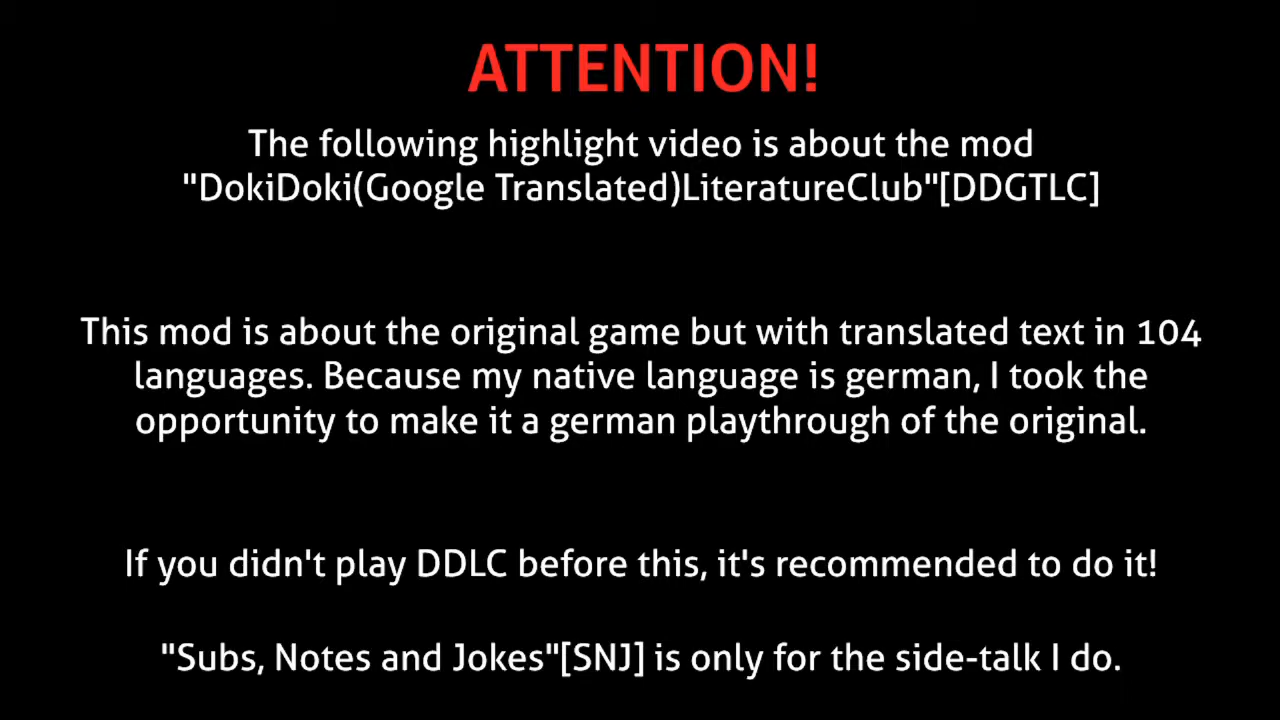 ATTENTION!
The following highlight video is about the mod
"DokiDoki(Google Translated)LiteratureClub"[DDGTLC]
This mod is about the original game but with translated text in 104
languages. Because my native language is german, I took the
opportunity to make it a german playthrough of the original.
If you didn't play DDLC before this, it's recommended to do it!
"Subs, Notes and Jokes"[SNJ] is only for the side-talk I do.